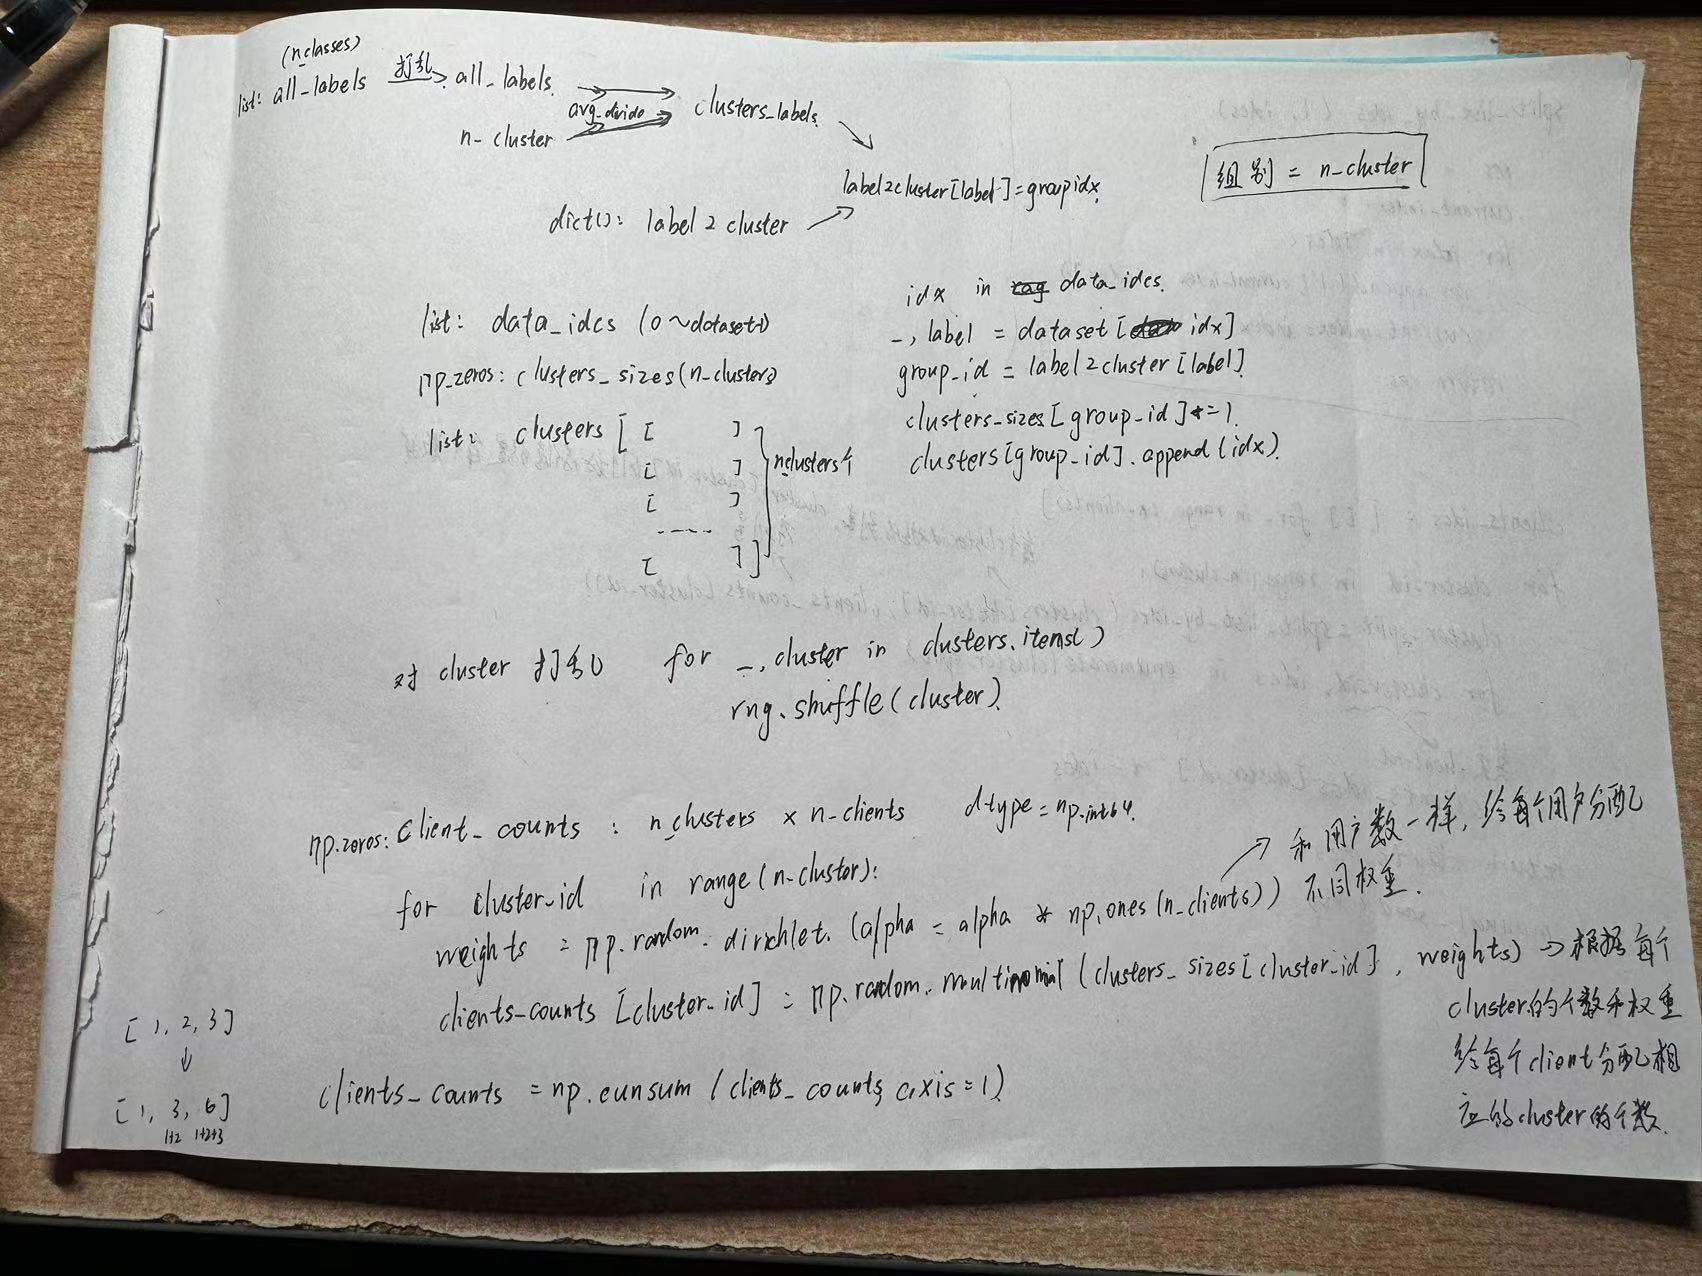 (n_classes)
list: all_labels 打乱 all_labels
avg_divide
n_cluster
clusters_labels
label2cluster[label]=groupidx
dict(): label2cluster
组别 = n_cluster
list: data_idcs (0~dataset-1)
np.zeros: clusters_sizes(n_clusters)
list: clusters [ [ ]
[ ]
[ ]
-----
[ ] ]
n_clusters个
idx in data_idcs
_, label = dataset[idx]
group_id = label2cluster[label]
clusters_sizes[group_id] += 1
clusters[group_id].append(idx)
对 cluster 打乱 for _, cluster in clusters.items()
rng.shuffle(cluster)
np.zeros: client_counts : n_clusters × n_clients dtype=np.int64
for cluster_id in range(n_cluster):
weights = np.random.dirichlet.(alpha = alpha * np.ones(n_clients))
→ 和用户数一样, 给每个用户分配
不同权重.
clients_counts [cluster_id] = np.random.multinomial (clusters_sizes[cluster_id], weights) → 根据每个
cluster的个数和权重
给每个client分配相
应的cluster的个数.
clients_counts = np.cumsum (clients_counts, axis=1)
[1, 2, 3]
↓
[1, 3, 6]
1+2 1+2+3